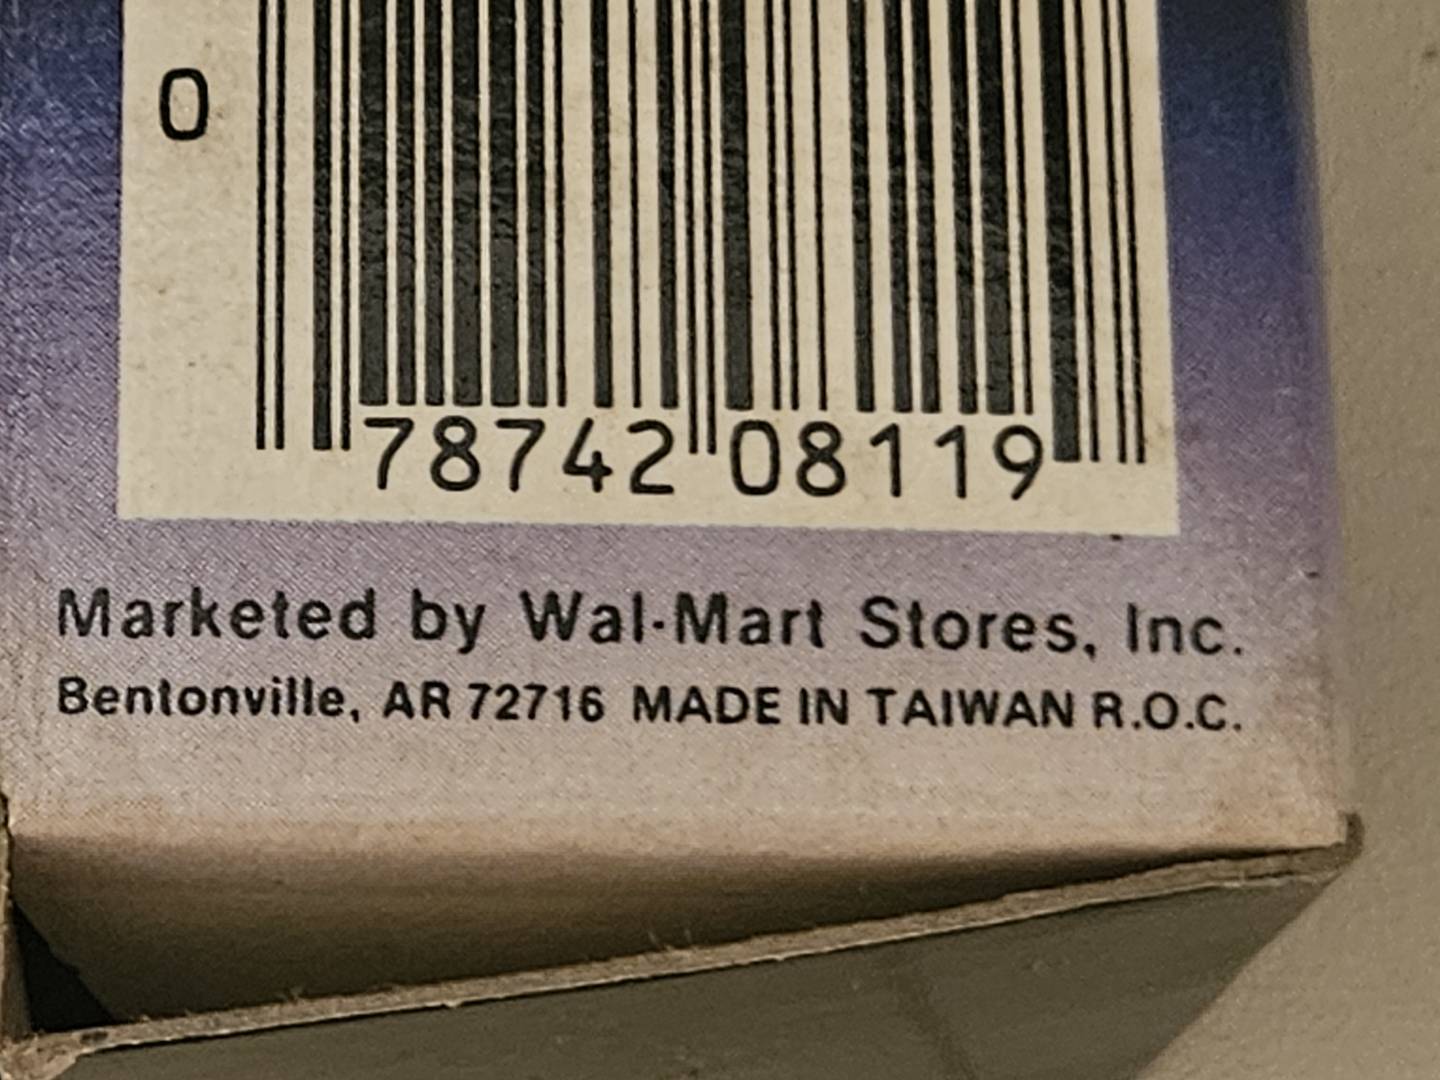 0
78742 08119
Marketed by Wal-Mart Stores, Inc.
Bentonville, AR 72716 MADE IN TAIWAN R.O.C.